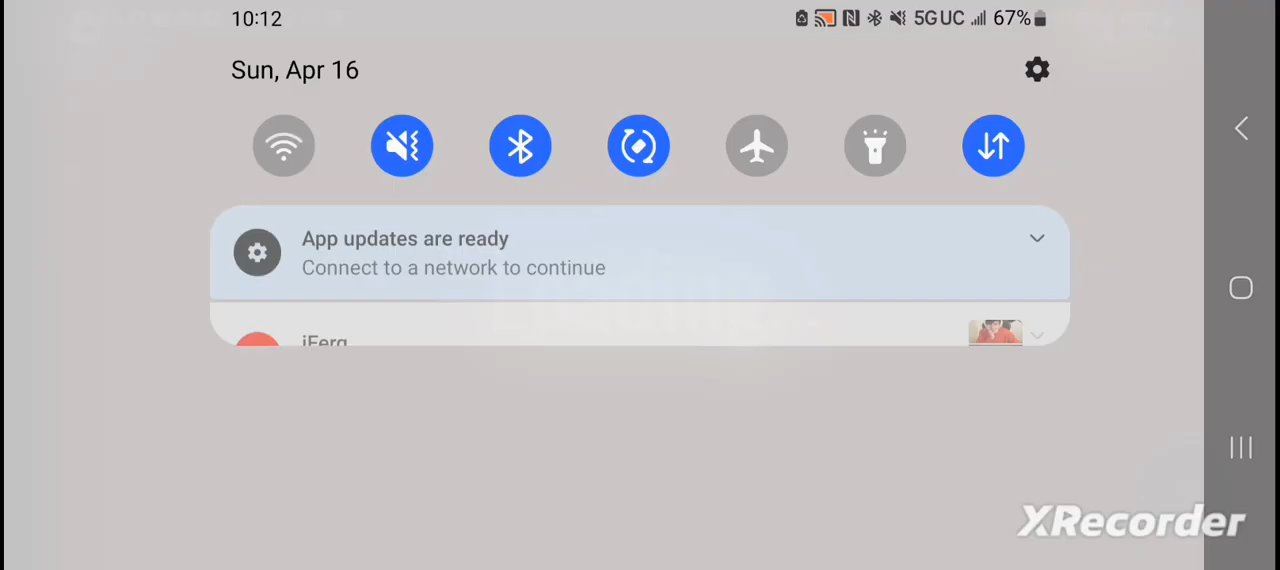 10:12
5G UC 67%
Sun, Apr 16
App updates are ready
Connect to a network to continue
iFerg
XRecorder